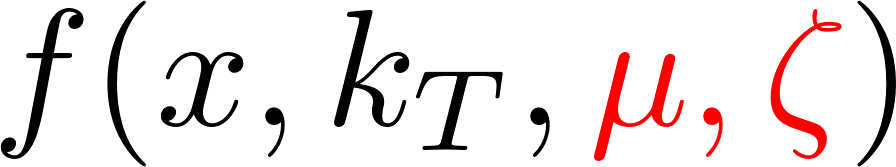 f(x, k_T, μ, ζ)